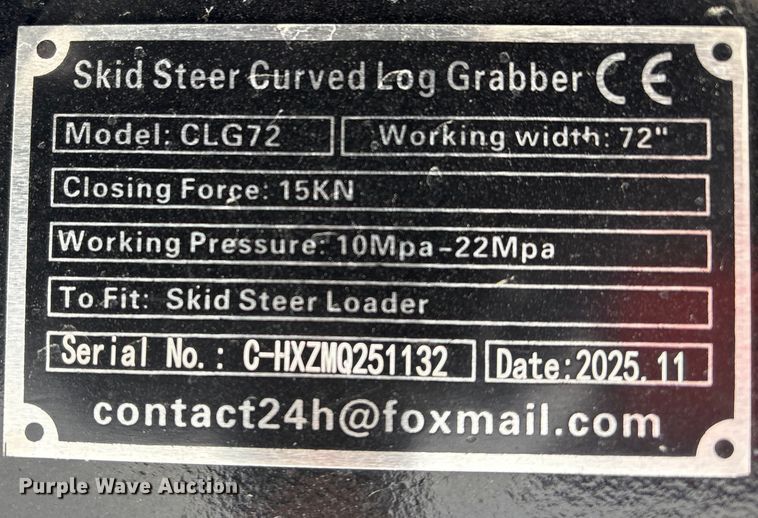 Skid Steer Curved Log Grabber CE
Model: CLG72 Working width: 72"
Closing Force: 15KN
Working Pressure: 10Mpa-22Mpa
To Fit: Skid Steer Loader
Serial No.: C-HXZMQ251132 Date:2025.11
contact24h@foxmail.com
Purple Wave Auction